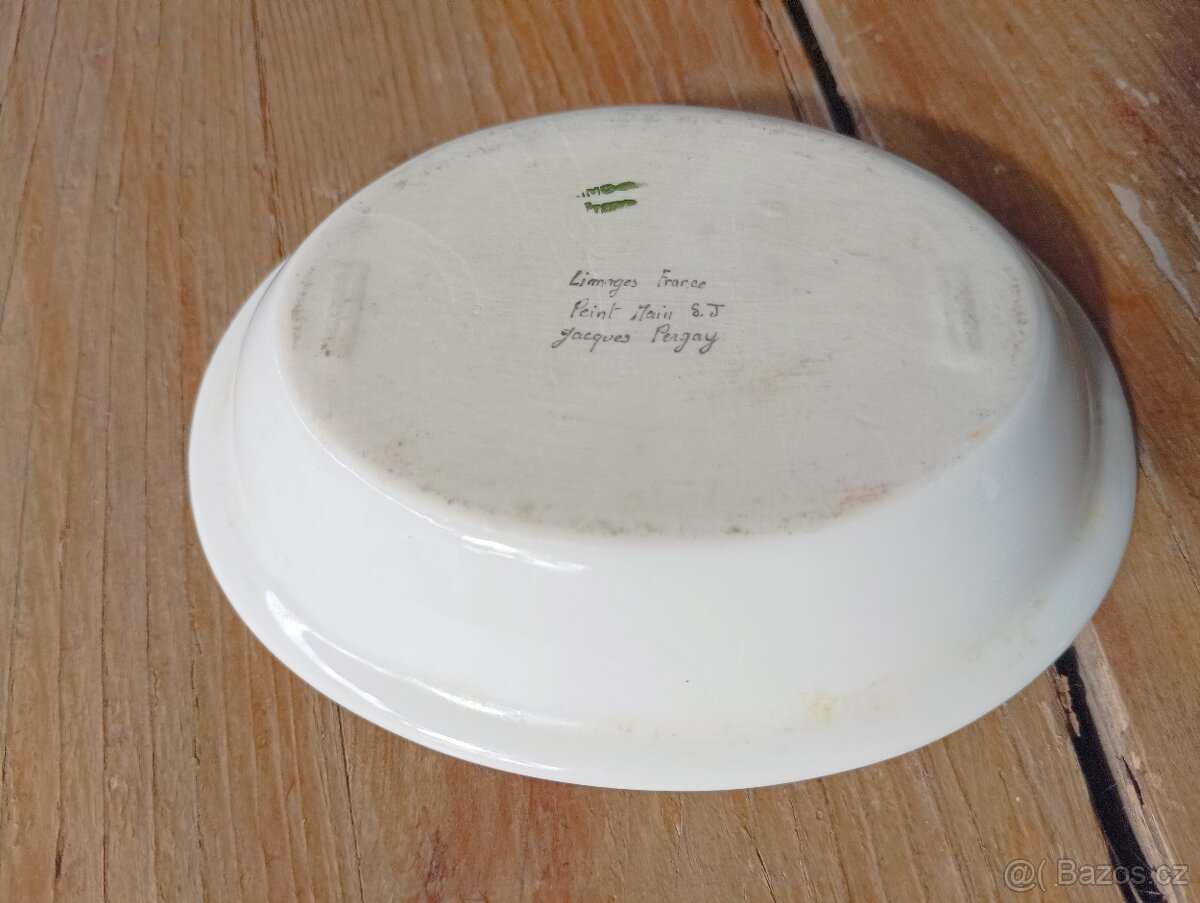 Limoges France
Peint Main S.J
Jacques Pergay
@( Bazos.cz